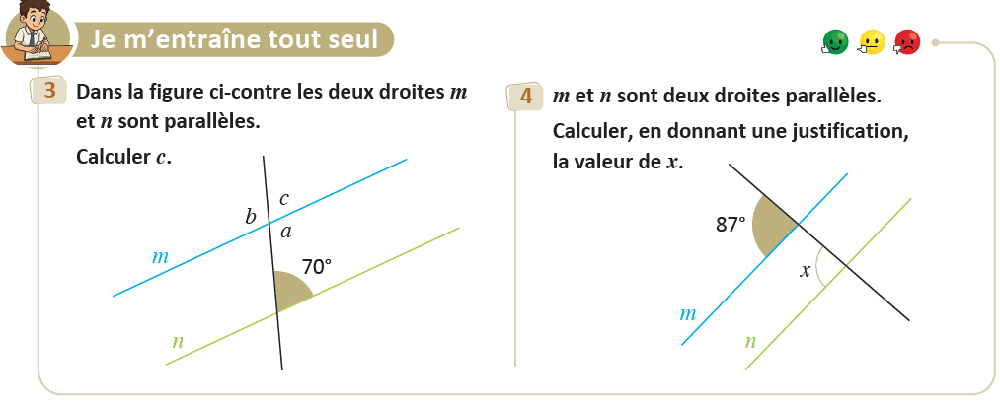 Je m’entraîne tout seul
3 Dans la figure ci-contre les deux droites m
et n sont parallèles.
Calculer c.
c
b
a
m
70°
n
4 m et n sont deux droites parallèles.
Calculer, en donnant une justification,
la valeur de x.
87°
x
m
n